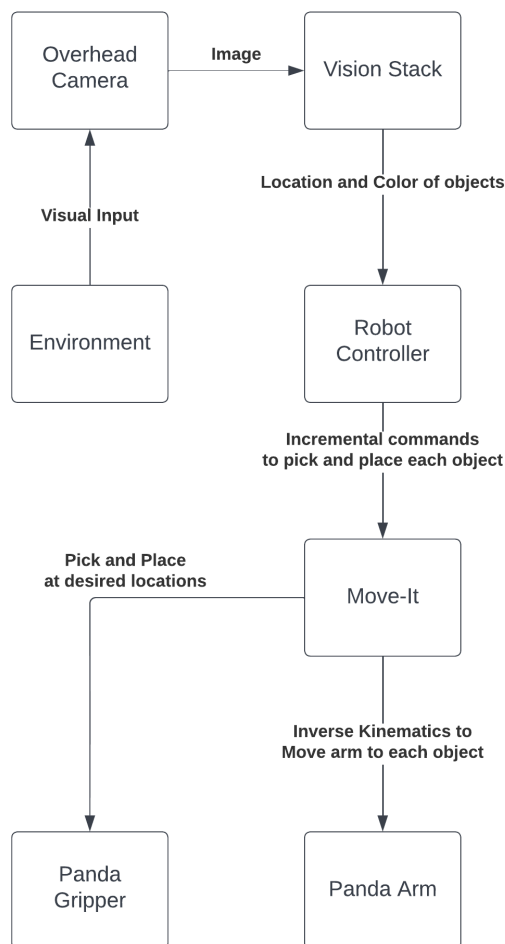 Overhead
Camera
Image
Vision Stack
Location and Color of objects
Visual Input
Environment
Robot
Controller
Incremental commands
to pick and place each object
Pick and Place
at desired locations
Move-It
Inverse Kinematics to
Move arm to each object
Panda
Gripper
Panda Arm